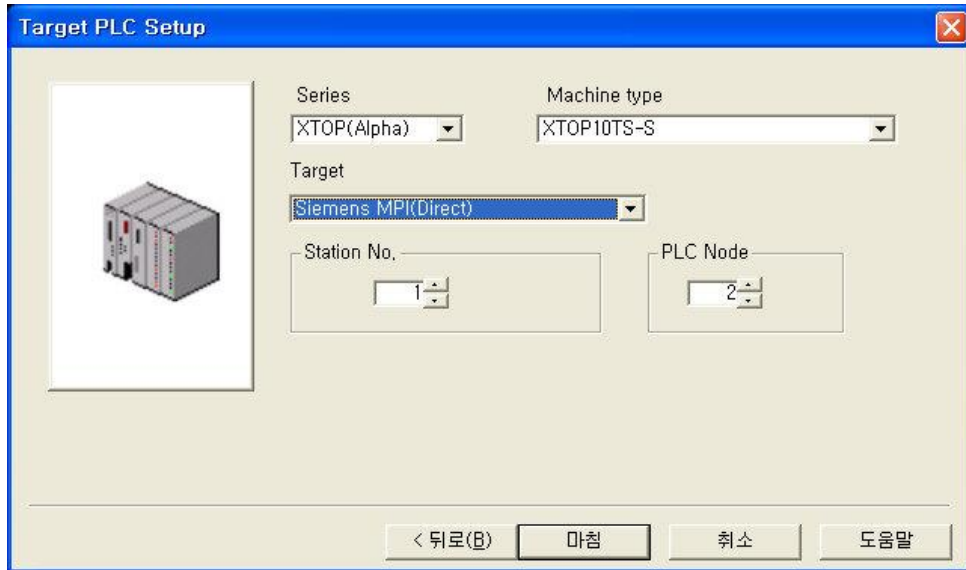 Target PLC Setup
Series
Machine type
XTOP(Alpha)
XTOP10TS-S
Target
Siemens MPI(Direct)
Station No.
PLC Node
1
2
< 뒤로(B)
마침
취소
도움말